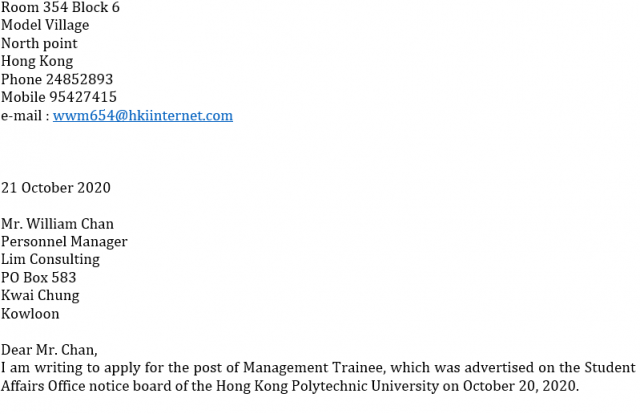 Room 354 Block 6
Model Village
North point
Hong Kong
Phone 24852893
Mobile 95427415
e-mail : wwm654@hkiinternet.com
21 October 2020
Mr. William Chan
Personnel Manager
Lim Consulting
PO Box 583
Kwai Chung
Kowloon
Dear Mr. Chan,
I am writing to apply for the post of Management Trainee, which was advertised on the Student
Affairs Office notice board of the Hong Kong Polytechnic University on October 20, 2020.